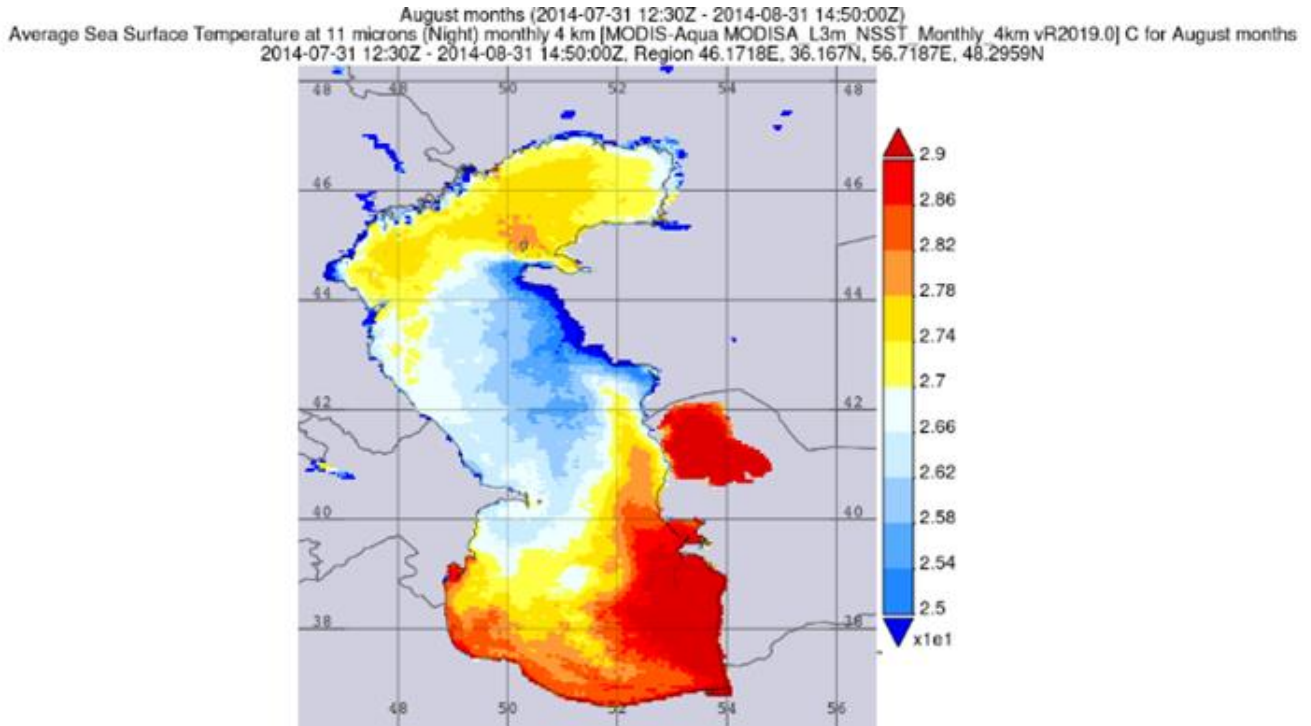 August months (2014-07-31 12:30Z - 2014-08-31 14:50:00Z)
Average Sea Surface Temperature at 11 microns (Night) monthly 4 km [MODIS-Aqua MODISA_L3m_NSST_Monthly_4km vR2019.0] C for August months
2014-07-31 12:30Z - 2014-08-31 14:50:00Z, Region 46.1718E, 36.167N, 56.7187E, 48.2959N
48 48 50 52 54 48
2.9
46 46
2.86
2.82
44 44
2.78
2.74
2.7
42 42
2.66
2.62
40 40
2.58
2.54
2.5
38 38
x1e1
48 50 52 54 56